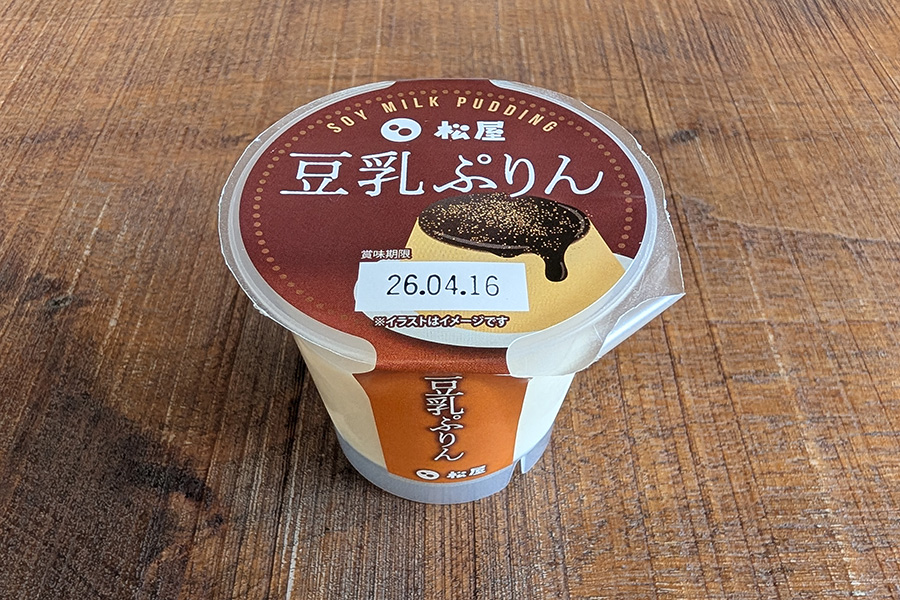 SOY MILK PUDDING
松屋
豆乳ぷりん
賞味期限
26.04.16
※イラストはイメージです
豆乳ぷりん
松屋